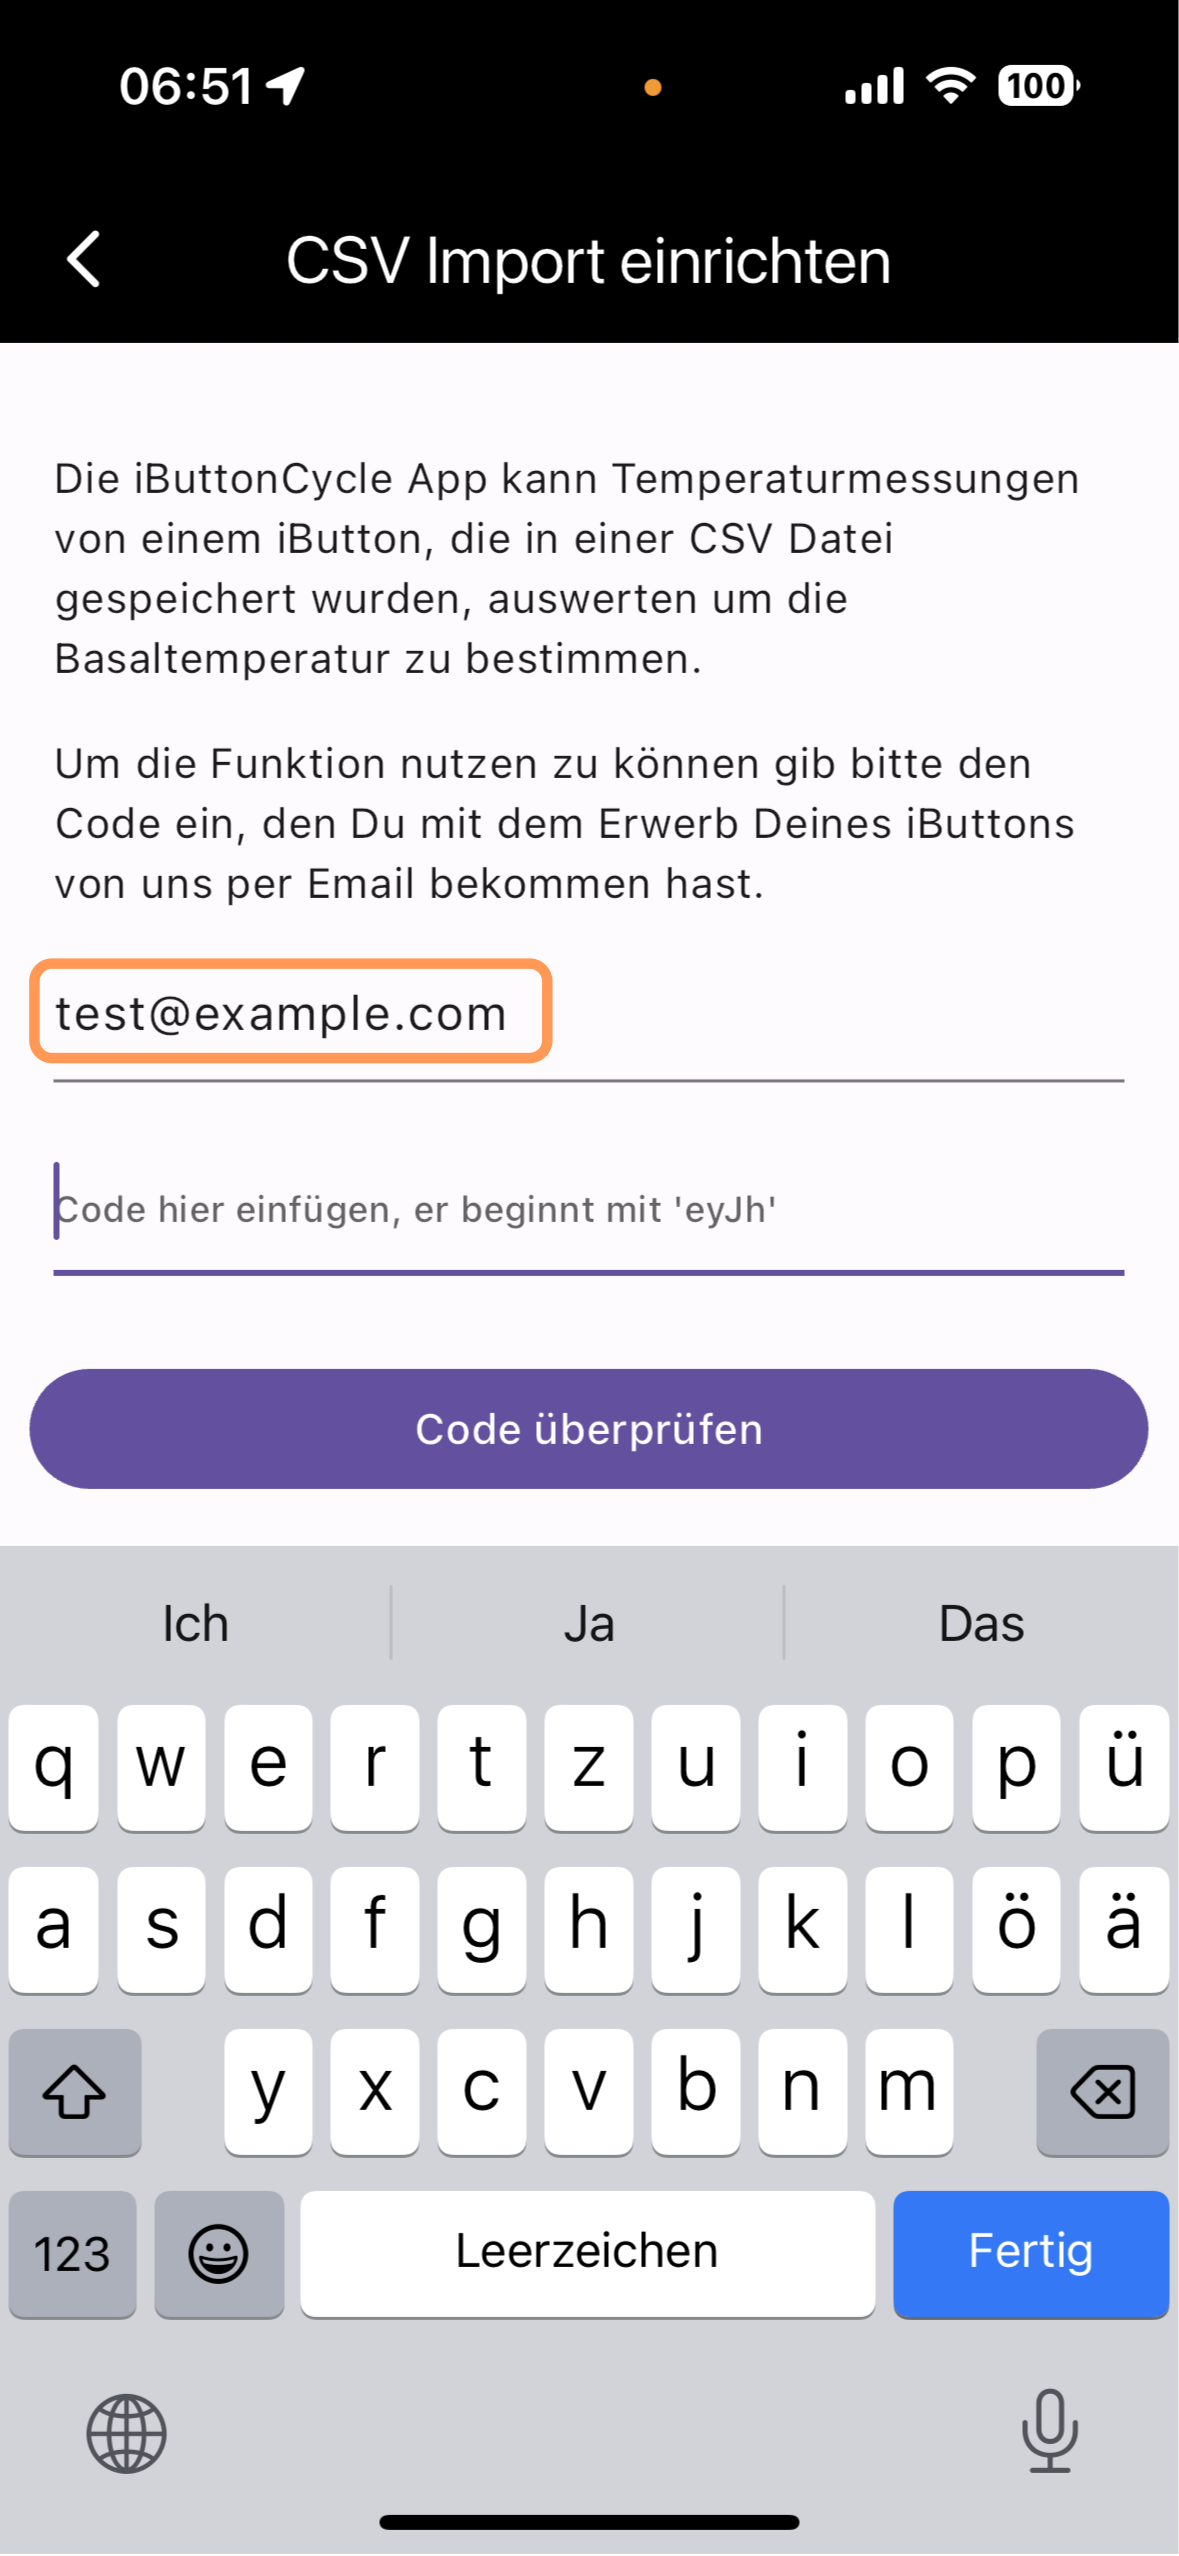 06:51
100
CSV Import einrichten
Die iButtonCycle App kann Temperaturmessungen
von einem iButton, die in einer CSV Datei
gespeichert wurden, auswerten um die
Basaltemperatur zu bestimmen.
Um die Funktion nutzen zu können gib bitte den
Code ein, den Du mit dem Erwerb Deines iButtons
von uns per Email bekommen hast.
test@example.com
Code hier einfügen, er beginnt mit 'eyJh'
Code überprüfen
Ich Ja Das
q w e r t z u i o p ü
a s d f g h j k l ö ä
y x c v b n m
123 Leerzeichen Fertig